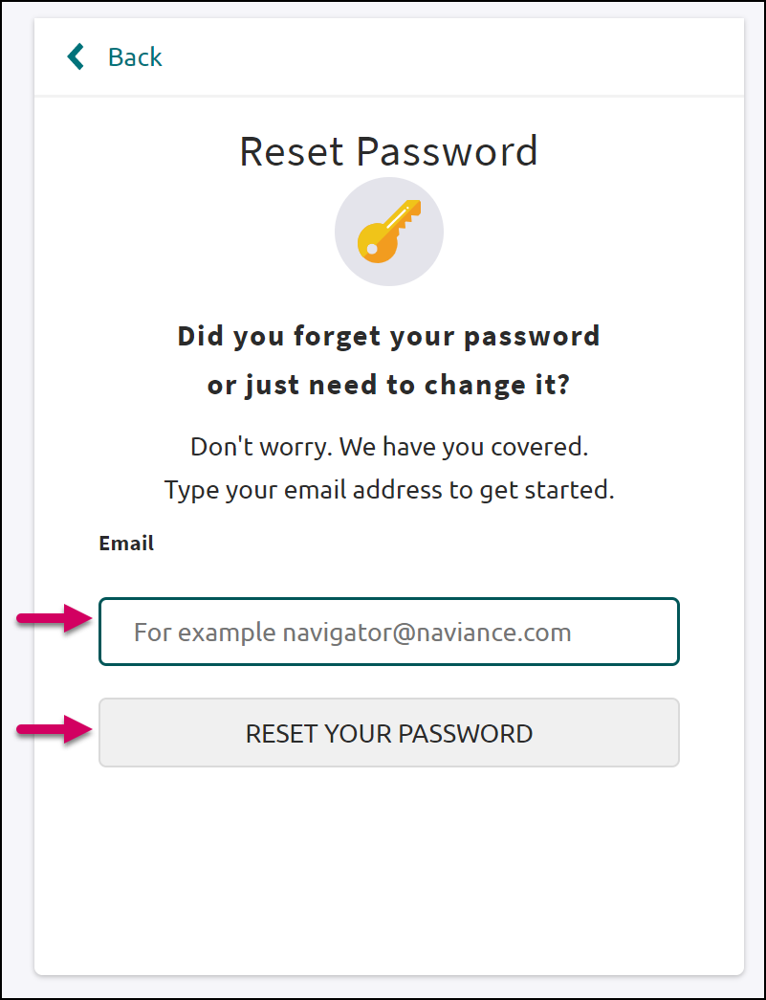 Back
Reset Password
Did you forget your password
or just need to change it?
Don't worry. We have you covered.
Type your email address to get started.
Email
For example navigator@naviance.com
RESET YOUR PASSWORD